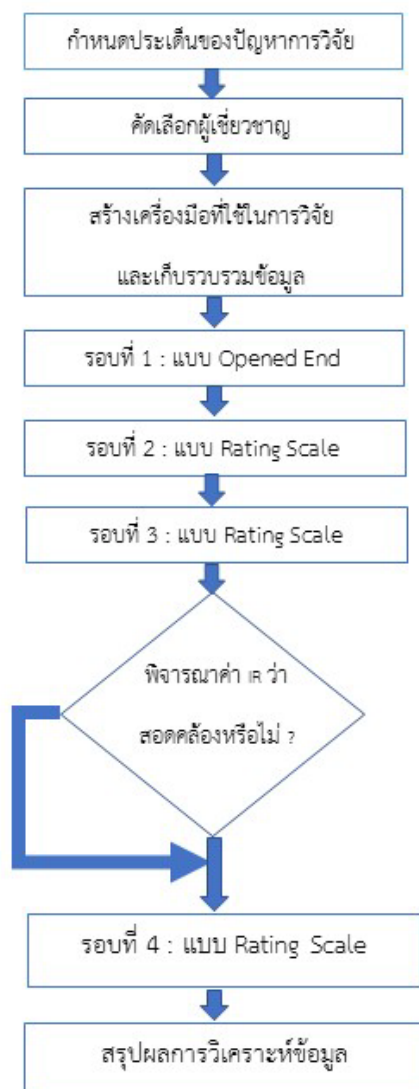 กำหนดประเด็นของปัญหาการวิจัย
คัดเลือกผู้เชี่ยวชาญ
สร้างเครื่องมือที่ใช้ในการวิจัย
และเก็บรวบรวมข้อมูล
รอบที่ 1 : แบบ Opened End
รอบที่ 2 : แบบ Rating Scale
รอบที่ 3 : แบบ Rating Scale
พิจารณาค่า IR ว่า
สอดคล้องหรือไม่ ?
รอบที่ 4 : แบบ Rating Scale
สรุปผลการวิเคราะห์ข้อมูล